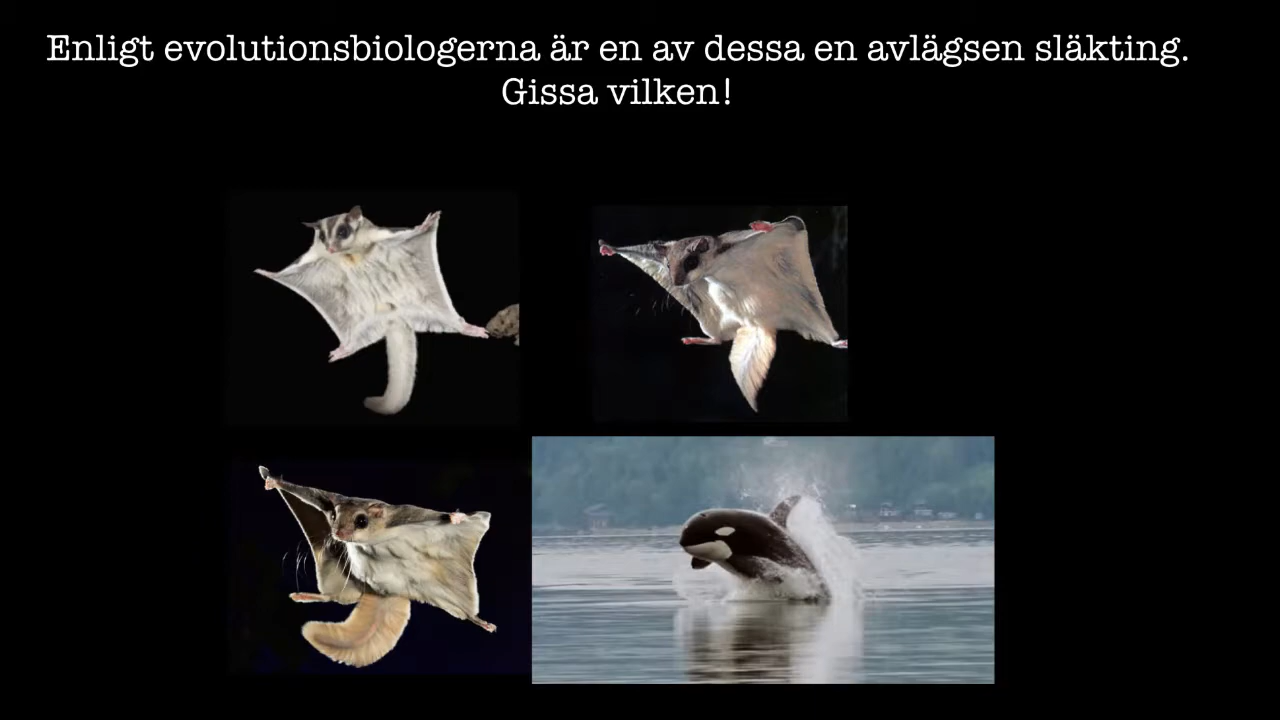 Enligt evolutionsbiologerna är en av dessa en avlägsen släkting.
Gissa vilken!